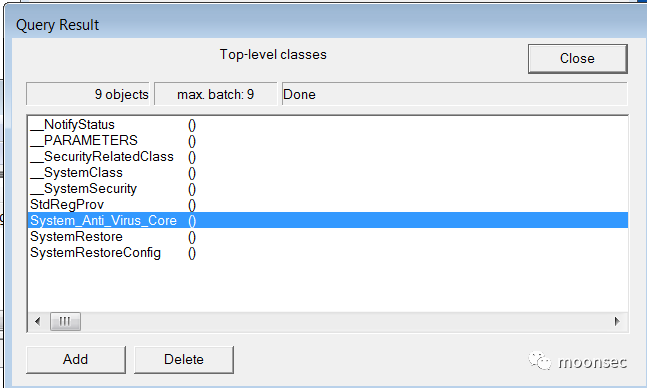 Query Result
Top-level classes
Close
9 objects
max. batch: 9
Done
__NotifyStatus ()
__PARAMETERS ()
__SecurityRelatedClass ()
__SystemClass ()
__SystemSecurity ()
StdRegProv ()
System_Anti_Virus_Core ()
SystemRestore ()
SystemRestoreConfig ()
Add
Delete
moonsec